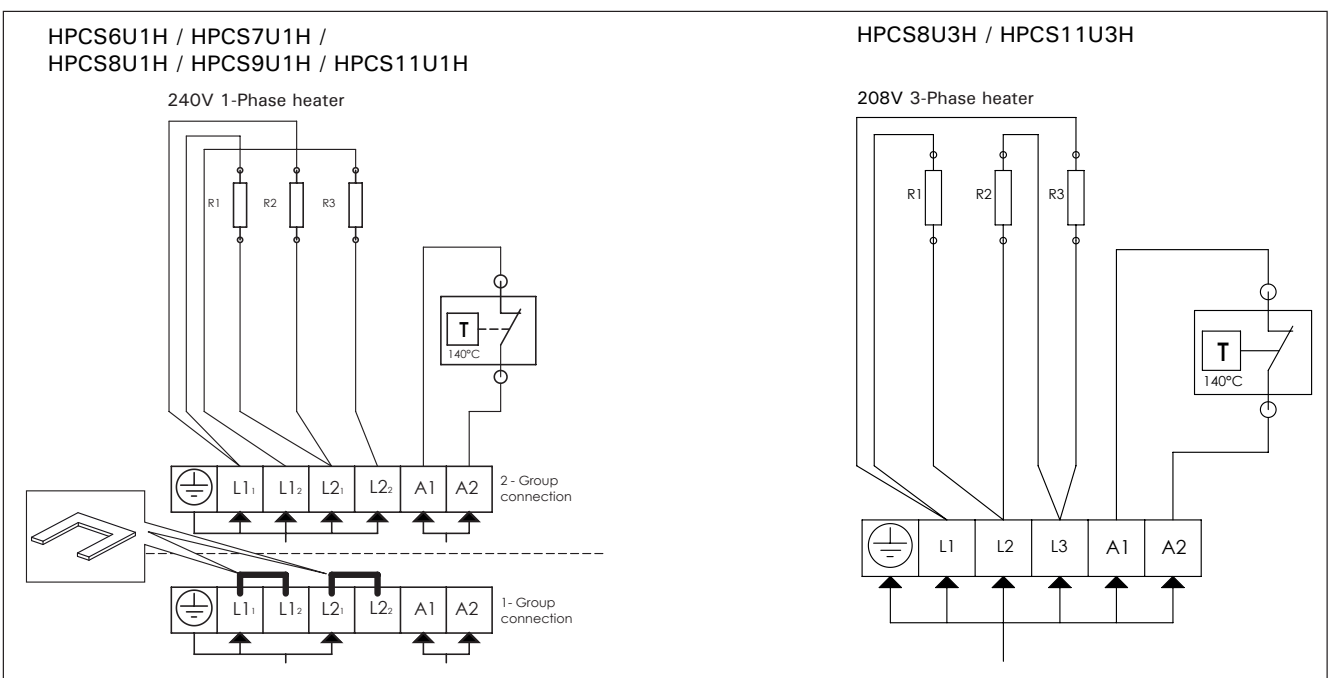 HPCS6U1H / HPCS7U1H /
HPCS8U1H / HPCS9U1H / HPCS11U1H
240V 1-Phase heater
R1 R2 R3
T
140°C
L1₁ L1₂ L2₁ L2₂ A1 A2
2 - Group
connection
L1₁ L1₂ L2₁ L2₂ A1 A2
1- Group
connection
HPCS8U3H / HPCS11U3H
208V 3-Phase heater
R1 R2 R3
T
140°C
L1 L2 L3 A1 A2